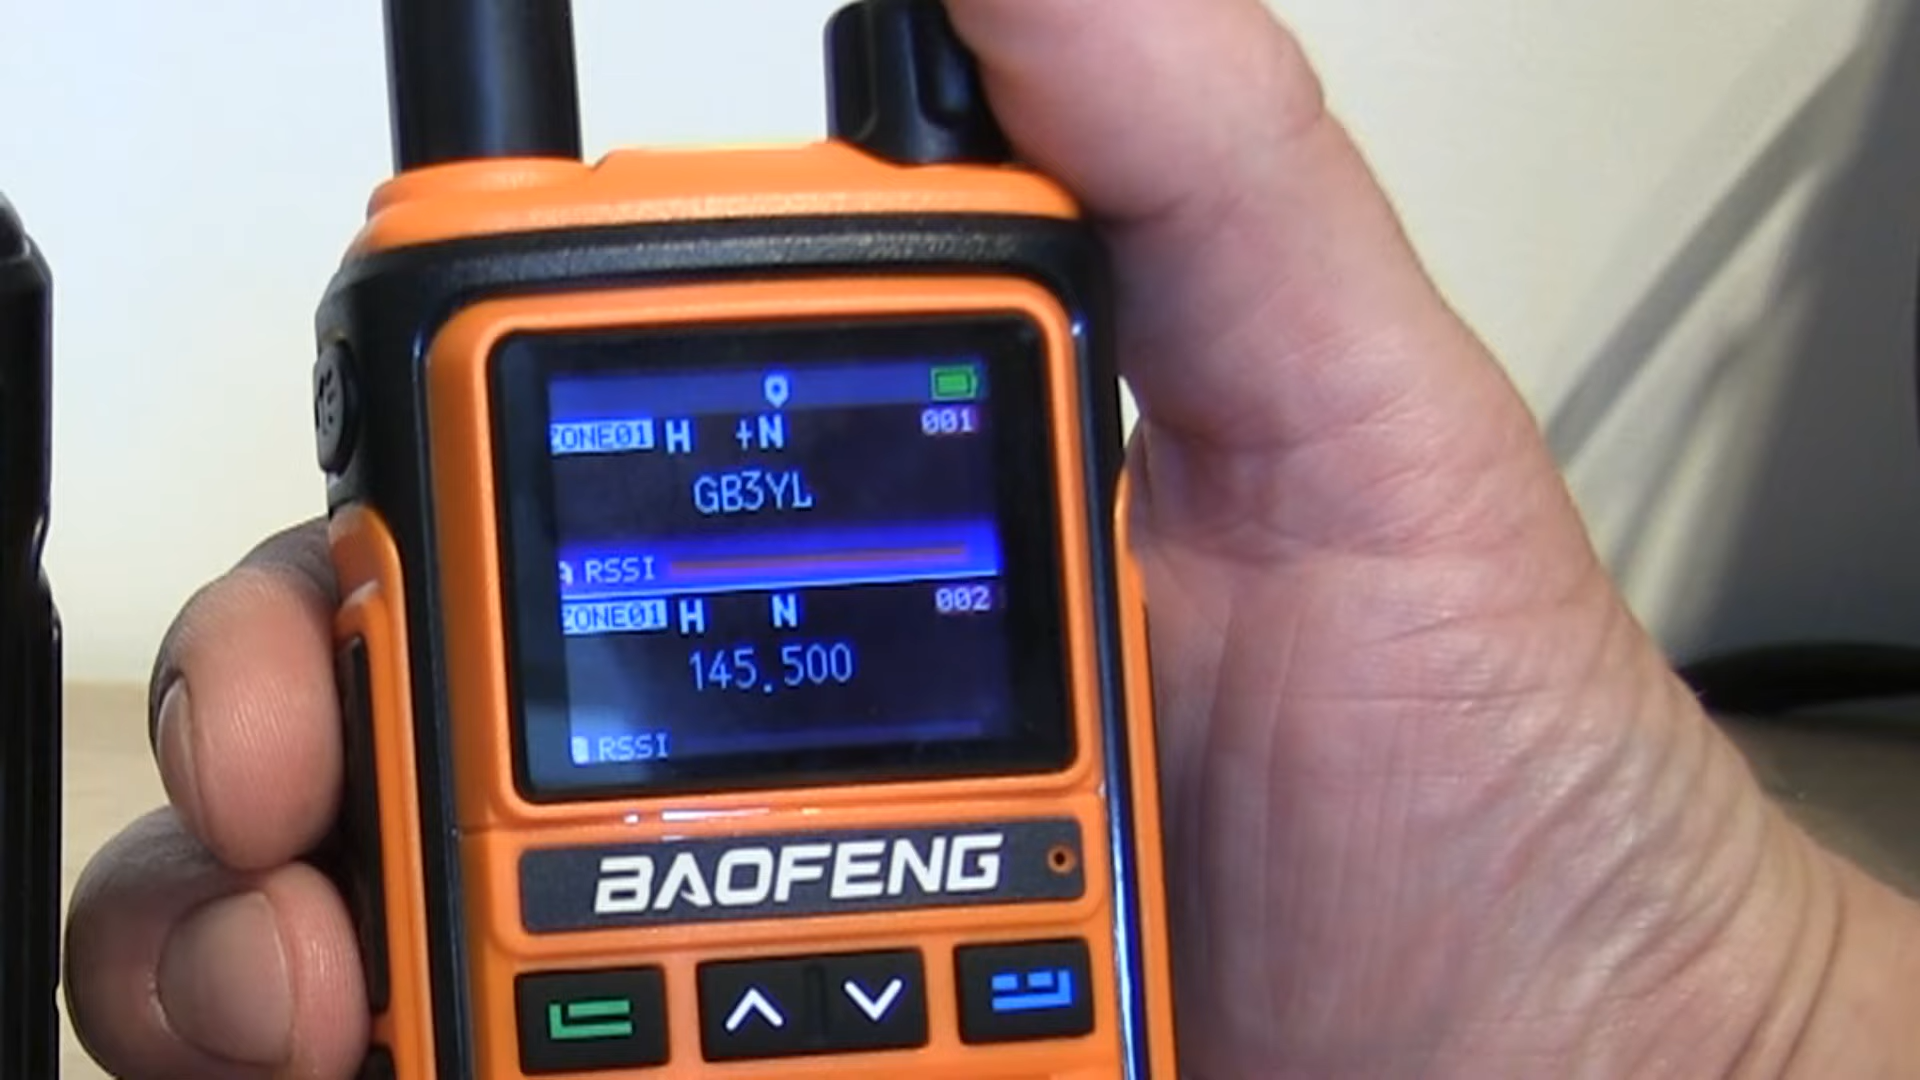 ZONE01 H +N 001
GB3YL
RSSI
ZONE01 H N 002
145.500
RSSI
BAOFENG